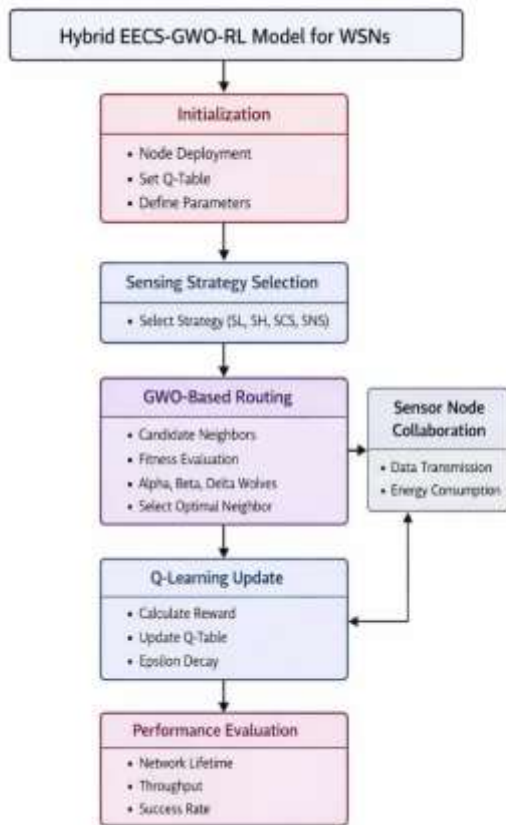 Hybrid EECS-GWO-RL Model for WSNs
Initialization
• Node Deployment
• Set Q-Table
• Define Parameters
Sensing Strategy Selection
• Select Strategy (SL, SH, SCS, SNS)
GWO-Based Routing
• Candidate Neighbors
• Fitness Evaluation
• Alpha, Beta, Delta Wolves
• Select Optimal Neighbor
Sensor Node
Collaboration
• Data Transmission
• Energy Consumption
Q-Learning Update
• Calculate Reward
• Update Q-Table
• Epsilon Decay
Performance Evaluation
• Network Lifetime
• Throughput
• Success Rate